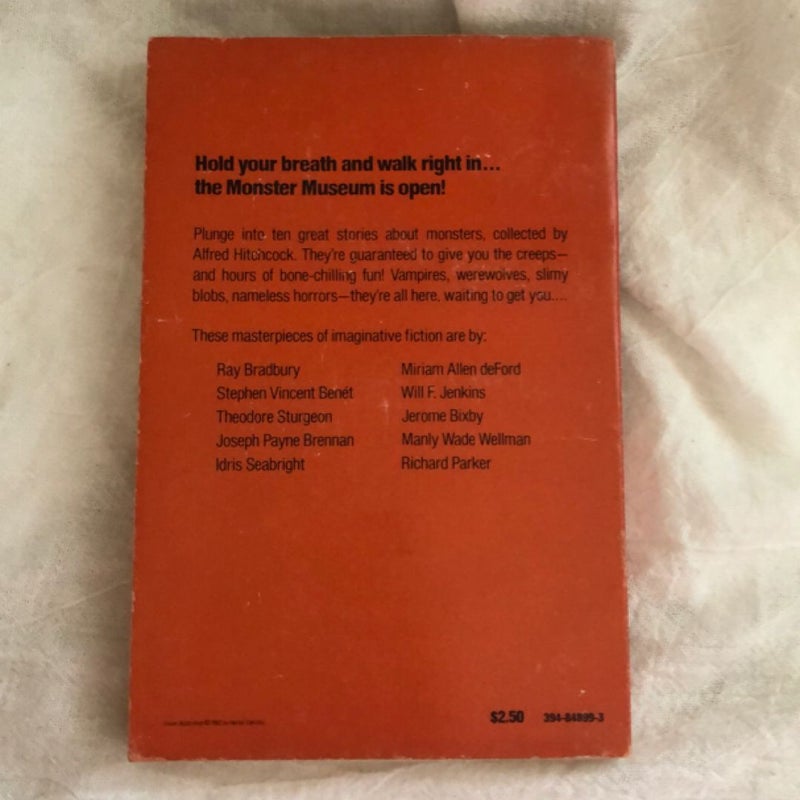 Hold your breath and walk right in...
the Monster Museum is open!
Plunge into ten great stories about monsters, collected by
Alfred Hitchcock. They're guaranteed to give you the creeps—
and hours of bone-chilling fun! Vampires, werewolves, slimy
blobs, nameless horrors—they're all here, waiting to get you....
These masterpieces of imaginative fiction are by:
Ray Bradbury
Stephen Vincent Benét
Theodore Sturgeon
Joseph Payne Brennan
Idris Seabright
Miriam Allen deFord
Will F. Jenkins
Jerome Bixby
Manly Wade Wellman
Richard Parker
$2.50 394-84899-3